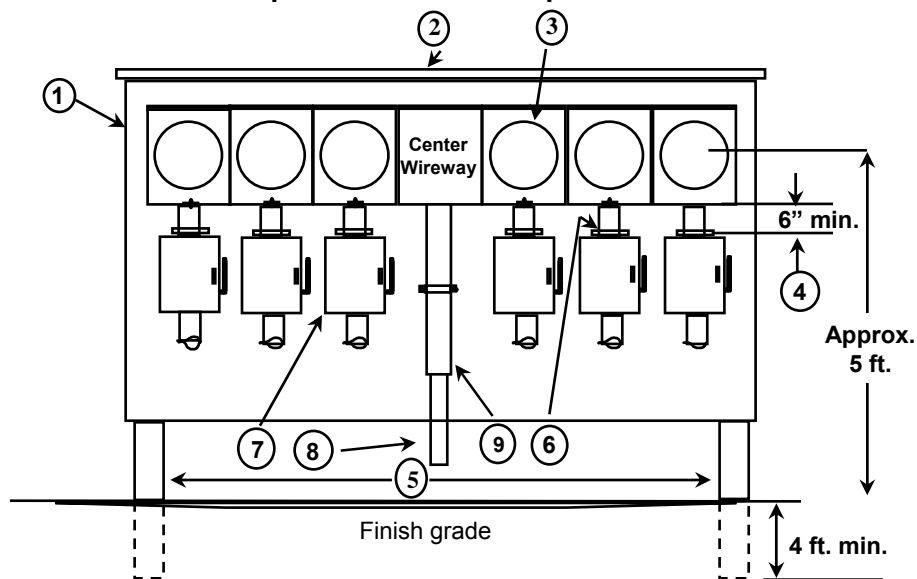 2
3
1
Center
Wireway
6” min.
4
Approx.
5 ft.
7
8
9
6
5
Finish grade
4 ft. min.